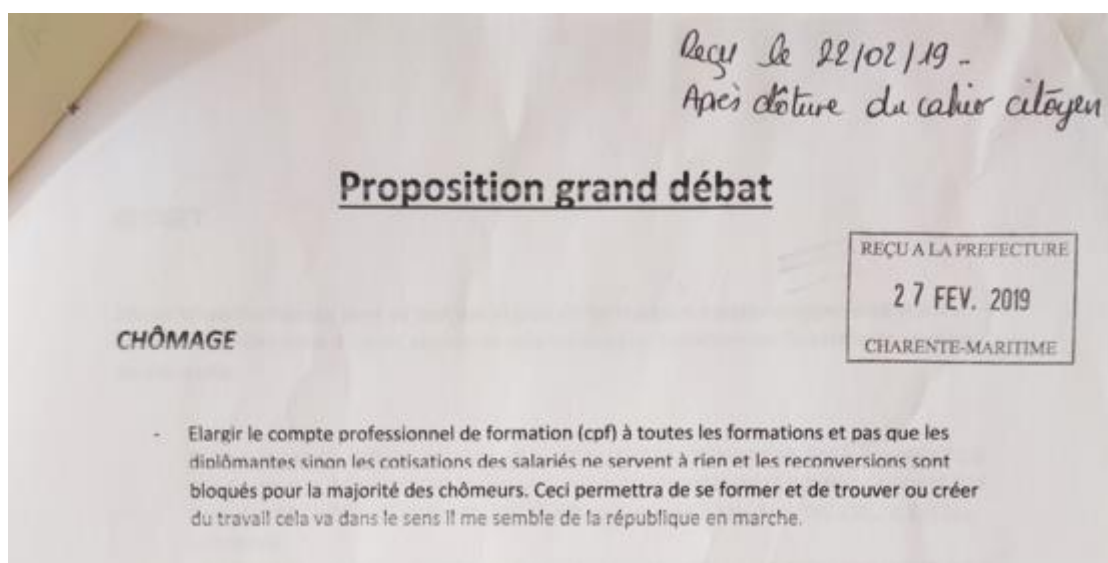 Reçu le 22/02/19 -
Après clôture du cahier citoyen
Proposition grand débat
REÇU A LA PREFECTURE
27 FEV. 2019
CHARENTE-MARITIME
CHÔMAGE
- Elargir le compte professionnel de formation (cpf) à toutes les formations et pas que les
diplômantes sinon les cotisations des salariés ne servent à rien et les reconversions sont
bloqués pour la majorité des chômeurs. Ceci permettra de se former et de trouver ou créer
du travail cela va dans le sens il me semble de la république en marche.